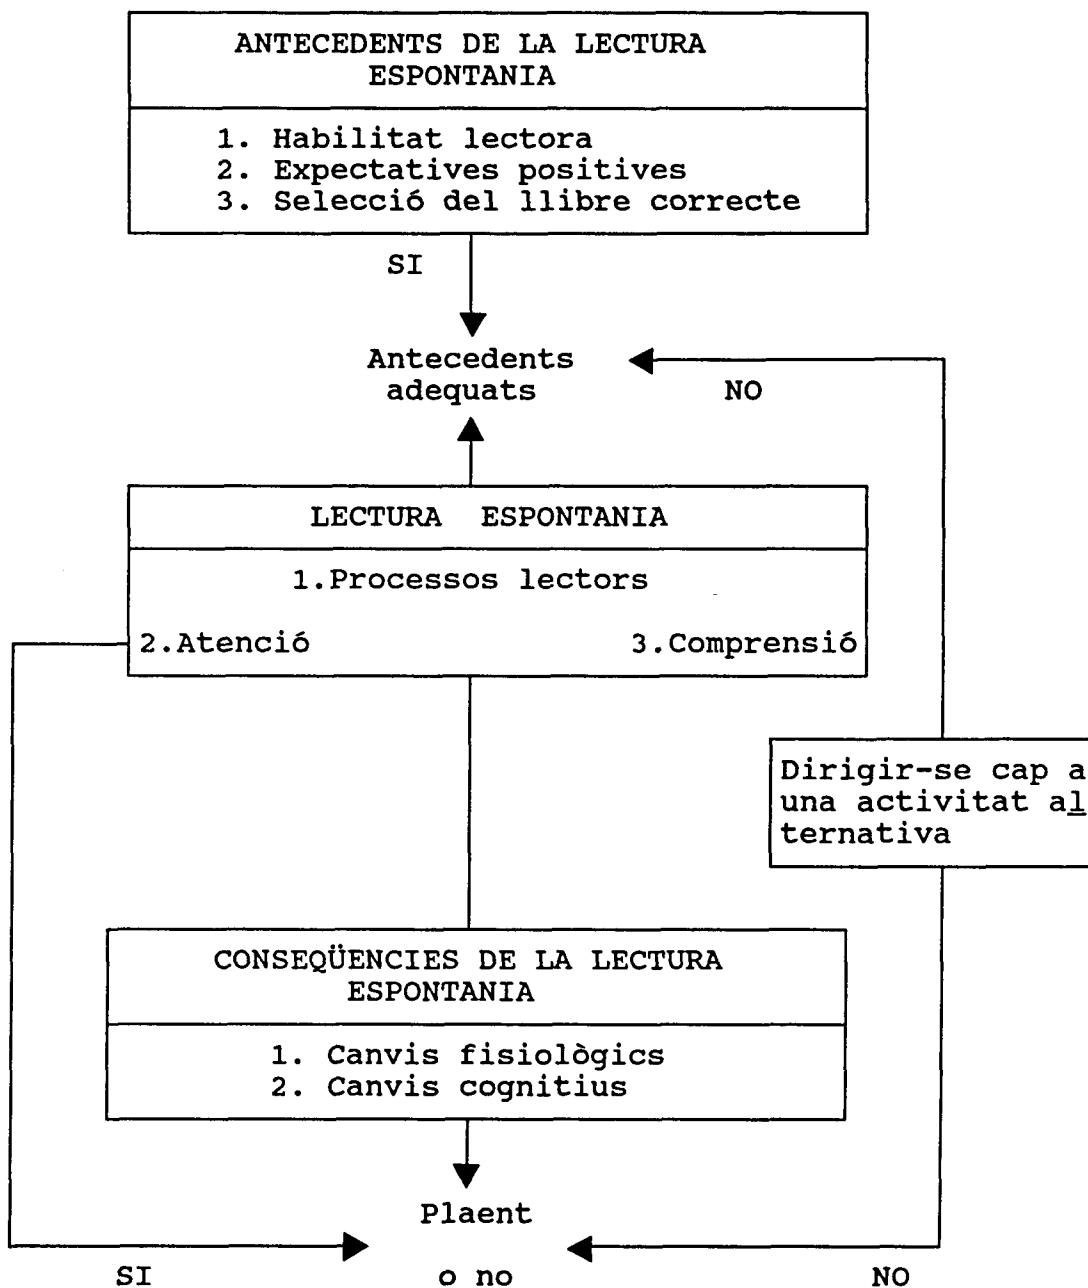 ANTECEDENTS DE LA LECTURA
ESPONTANIA
1. Habilitat lectora
2. Expectatives positives
3. Selecció del llibre correcte
SI
Antecedents
adequats
NO
LECTURA ESPONTANIA
1.Processos lectors
2.Atenció
3.Comprensió
Dirigir-se cap a
una activitat al
ternativa
CONSEQÜENCIES DE LA LECTURA
ESPONTANIA
1. Canvis fisiològics
2. Canvis cognitius
Plaent
SI
o no
NO